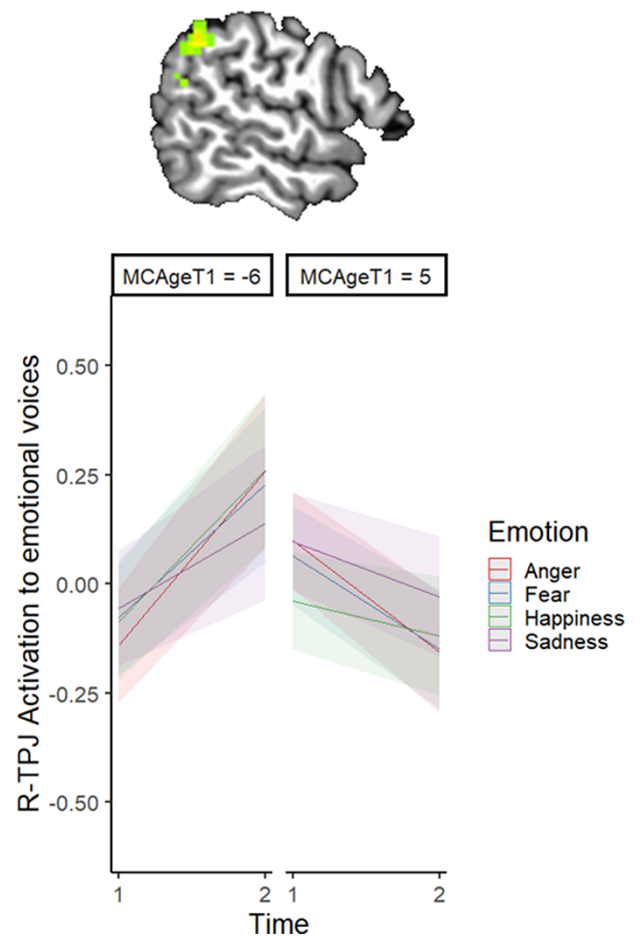 MCAgeT1 = -6
MCAgeT1 = 5
R-TPJ Activation to emotional voices
0.50
0.25
0.00
-0.25
-0.50
1
2
1
2
Time
Emotion
Anger
Fear
Happiness
Sadness